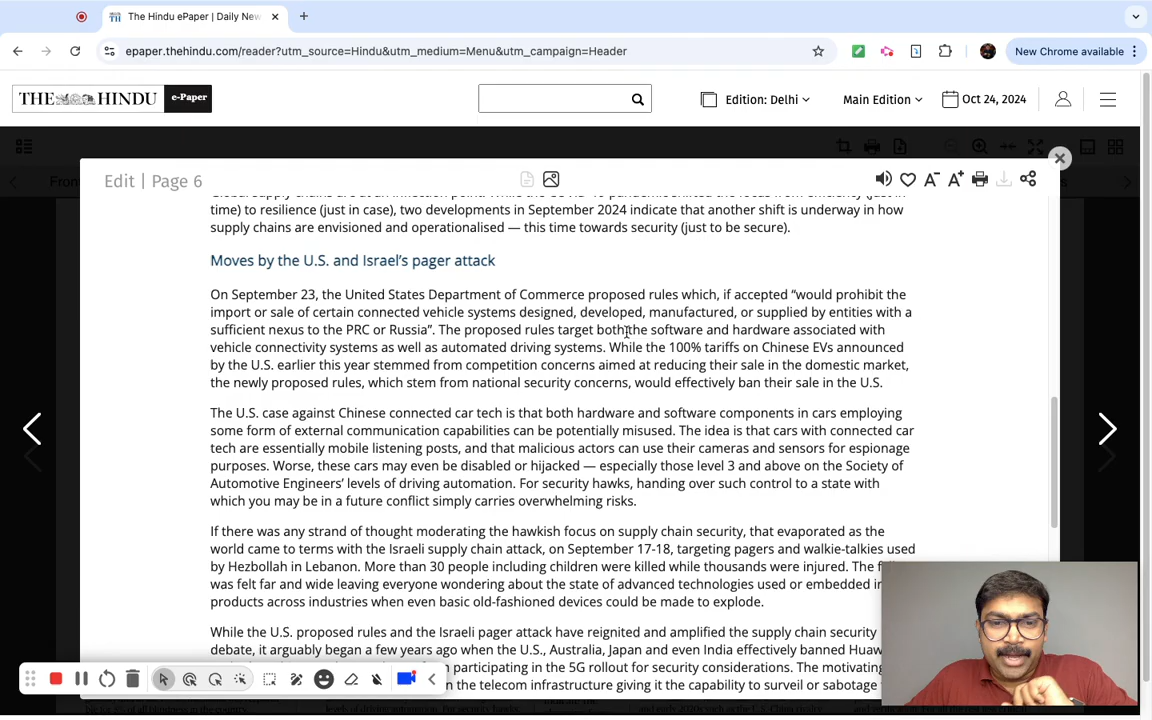 The Hindu ePaper | Daily New
epaper.thehindu.com/reader?utm_source=Hindu&utm_medium=Menu&utm_campaign=Header
New Chrome available
THE HINDU e-Paper
Edition: Delhi
Main Edition
Oct 24, 2024
Edit | Page 6
A-
A+
time) to resilience (just in case), two developments in September 2024 indicate that another shift is underway in how
supply chains are envisioned and operationalised — this time towards security (just to be secure).
Moves by the U.S. and Israel’s pager attack
On September 23, the United States Department of Commerce proposed rules which, if accepted “would prohibit the
import or sale of certain connected vehicle systems designed, developed, manufactured, or supplied by entities with a
sufficient nexus to the PRC or Russia”. The proposed rules target both the software and hardware associated with
vehicle connectivity systems as well as automated driving systems. While the 100% tariffs on Chinese EVs announced
by the U.S. earlier this year stemmed from competition concerns aimed at reducing their sale in the domestic market,
the newly proposed rules, which stem from national security concerns, would effectively ban their sale in the U.S.
The U.S. case against Chinese connected car tech is that both hardware and software components in cars employing
some form of external communication capabilities can be potentially misused. The idea is that cars with connected car
tech are essentially mobile listening posts, and that malicious actors can use their cameras and sensors for espionage
purposes. Worse, these cars may even be disabled or hijacked — especially those level 3 and above on the Society of
Automotive Engineers’ levels of driving automation. For security hawks, handing over such control to a state with
which you may be in a future conflict simply carries overwhelming risks.
If there was any strand of thought moderating the hawkish focus on supply chain security, that evaporated as the
world came to terms with the Israeli supply chain attack, on September 17-18, targeting pagers and walkie-talkies used
by Hezbollah in Lebanon. More than 30 people including children were killed while thousands were injured. The
was felt far and wide leaving everyone wondering about the state of advanced technologies used or embedded in
products across industries when even basic old-fashioned devices could be made to explode.
While the U.S. proposed rules and the Israeli pager attack have reignited and amplified the supply chain security
debate, it arguably began a few years ago when the U.S., Australia, Japan and even India effectively banned Huaw
participating in the 5G rollout for security considerations. The motivating
the telecom infrastructure giving it the capability to surveil or sabotage